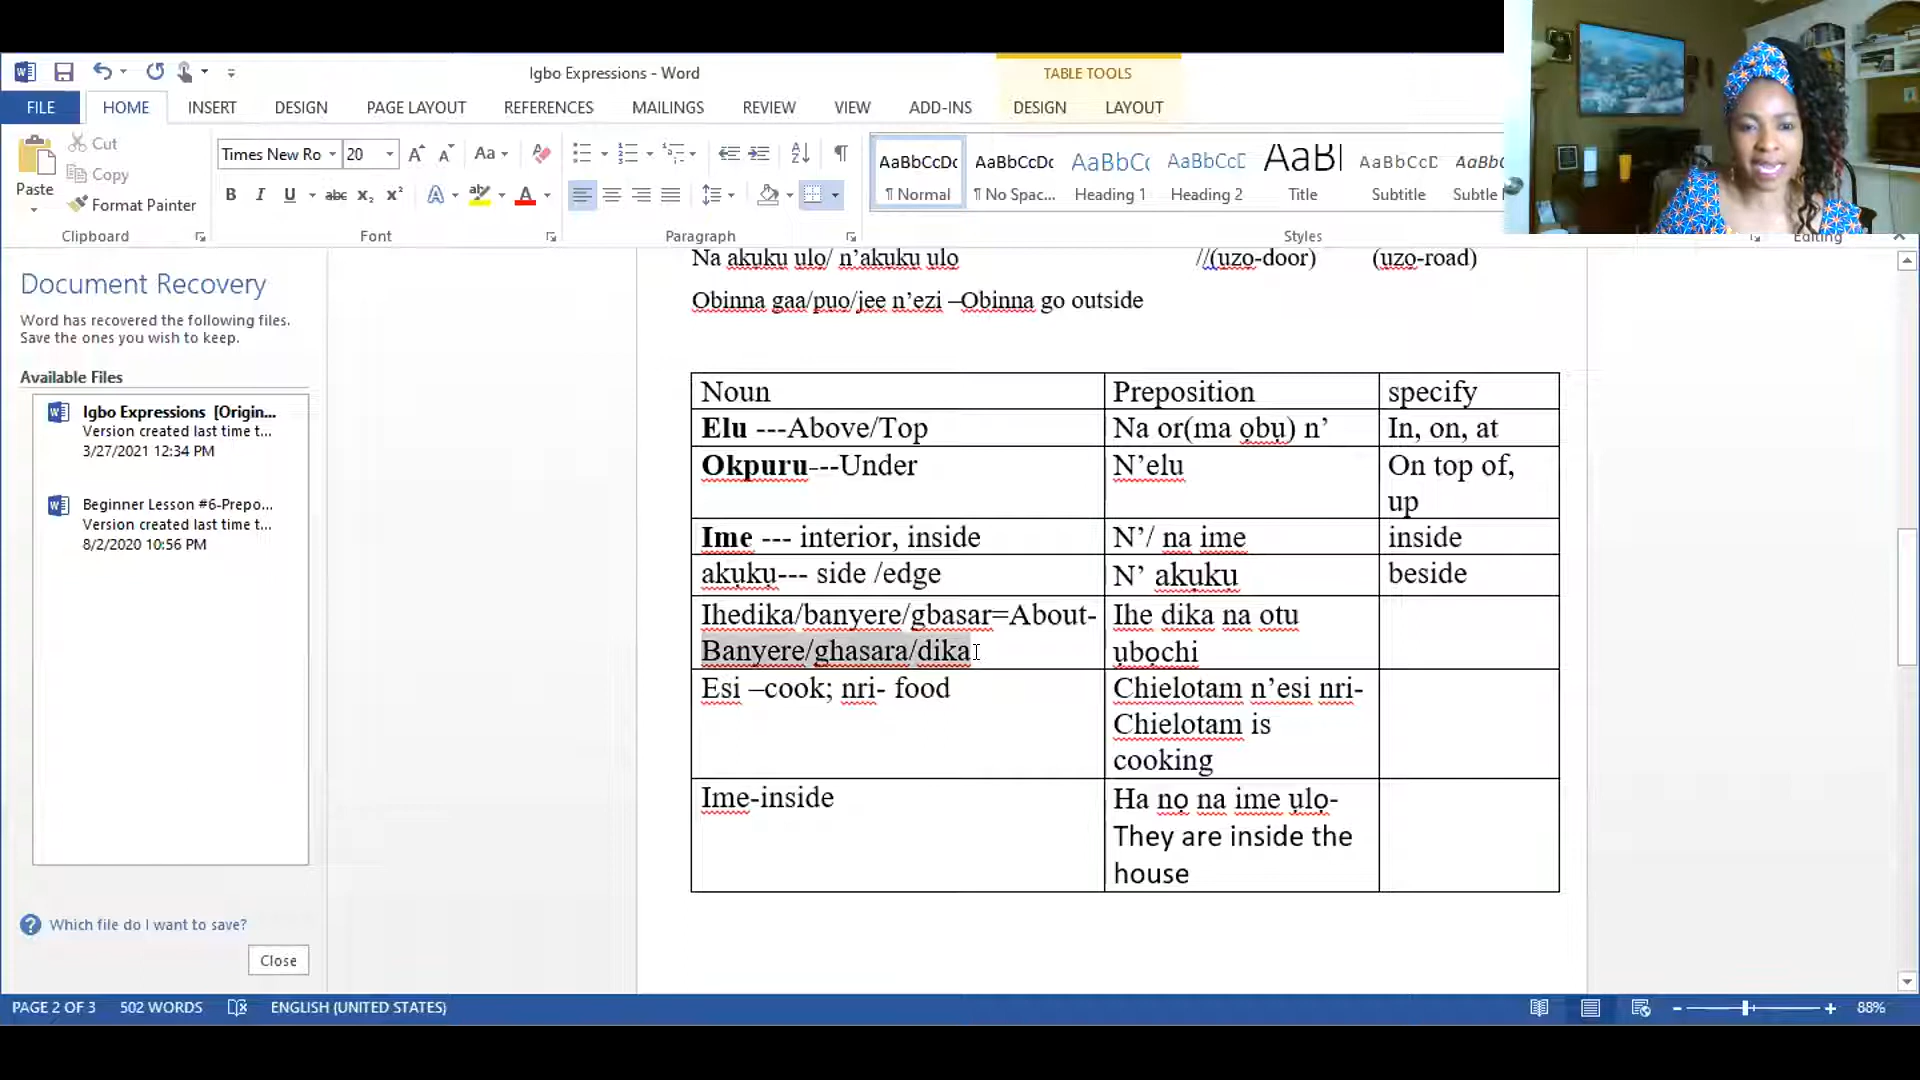 Igbo Expressions - Word
TABLE TOOLS
FILE HOME INSERT DESIGN PAGE LAYOUT REFERENCES MAILINGS REVIEW VIEW ADD-INS DESIGN LAYOUT
Paste
Cut
Copy
Format Painter
Clipboard
Times New Ro 20
Font
Paragraph
AaBbCcDc AaBbCcDc AaBbCc AaBbCcD AaB AaBbCcD AaBbCc
¶ Normal ¶ No Spac... Heading 1 Heading 2 Title Subtitle Subtle
Styles
Editing
Document Recovery
Word has recovered the following files.
Save the ones you wish to keep.
Available Files
Igbo Expressions [Origin...
Version created last time t...
3/27/2021 12:34 PM
Beginner Lesson #6-Prepo...
Version created last time t...
8/2/2020 10:56 PM
Which file do I want to save?
Close
Na akuku ulo/ n’akuku ulo //(uzo-door) (uzo-road)
Obinna gaa/pụọ/jee n’ezi –Obinna go outside
Noun Preposition specify
Elu ---Above/Top Na or(ma ọbụ) n’ In, on, at
Okpuru---Under N’elu On top of,
up
Ime --- interior, inside N’/ na ime inside
akụkụ--- side /edge N’ akụkụ beside
Ihedika/banyere/gbasar=About-
Banyere/ghasara/dika
Ihe dika na otu
ụbọchi
Esi –cook; nri- food
Chielotam n’esi nri-
Chielotam is
cooking
Ime-inside
Ha nọ na ime ụlọ-
They are inside the
house
PAGE 2 OF 3 502 WORDS ENGLISH (UNITED STATES) 88%